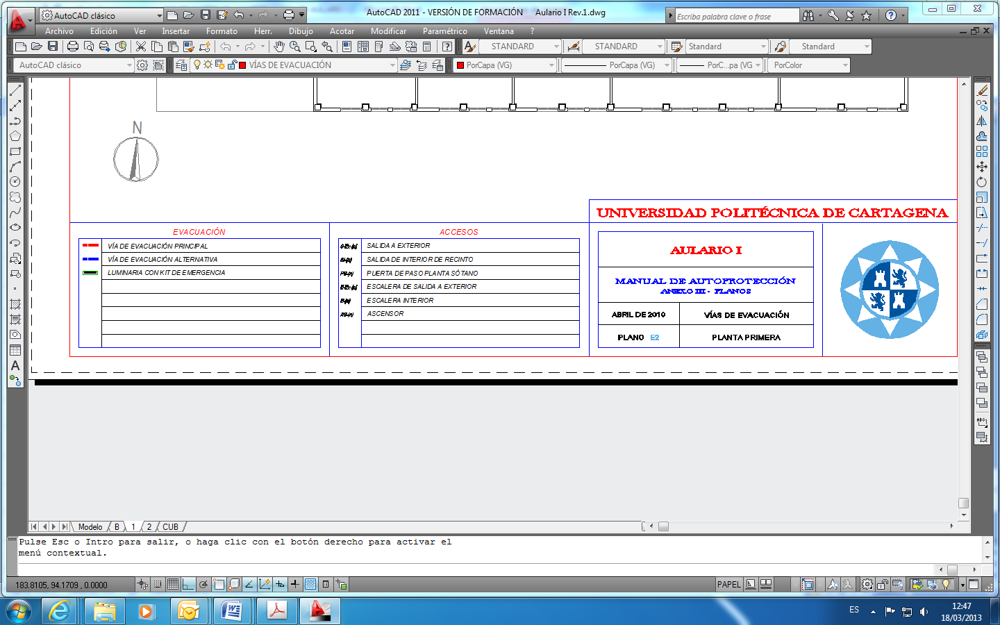 AutoCAD clásico
AutoCAD 2011 - VERSIÓN DE FORMACIÓN Aulario I Rev.1.dwg
Escriba palabra clave o frase
Archivo Edición Ver Insertar Formato Herr. Dibujo Acotar Modificar Paramétrico Ventana ?
STANDARD STANDARD Standard Standard
AutoCAD clásico VÍAS DE EVACUACIÓN PorCapa (VG) PorCapa (VG) PorC...pa (VG PorColor
N
UNIVERSIDAD POLITÉCNICA DE CARTAGENA
EVACUACIÓN
VÍA DE EVACUACIÓN PRINCIPAL
VÍA DE EVACUACIÓN ALTERNATIVA
LUMINARIA CON KIT DE EMERGENCIA
ACCESOS
SALIDA A EXTERIOR
SALIDA DE INTERIOR DE RECINTO
PUERTA DE PASO PLANTA SÓTANO
ESCALERA DE SALIDA A EXTERIOR
ESCALERA INTERIOR
ASCENSOR
AULARIO I
MANUAL DE AUTOPROTECCIÓN
ANEXO III - PLANOS
ABRIL DE 2010 VÍAS DE EVACUACIÓN
PLANO E2 PLANTA PRIMERA
Modelo B 1 2 CUB
Pulse Esc o Intro para salir, o haga clic con el botón derecho para activar el
menú contextual.
183.8105, 94.1709 , 0.0000 PAPEL
ES
12:47
18/03/2013